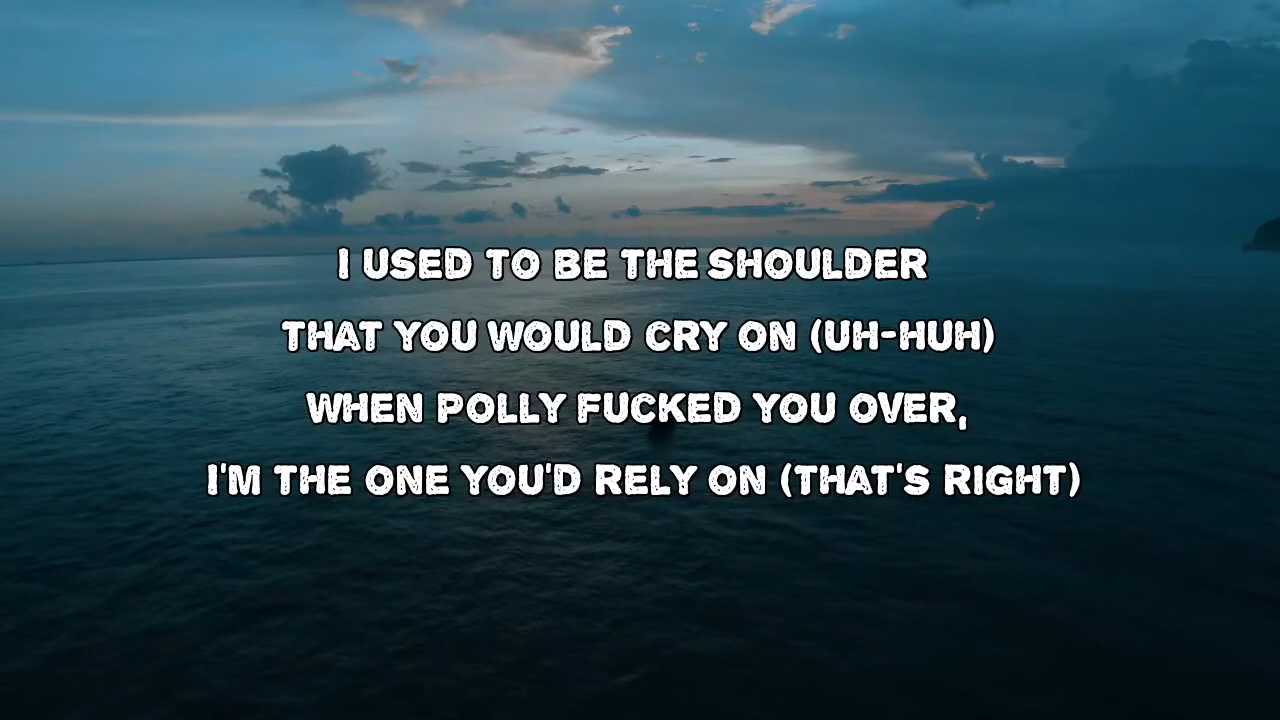 I USED TO BE THE SHOULDER
THAT YOU WOULD CRY ON (UH-HUH)
WHEN POLLY FUCKED YOU OVER,
I'M THE ONE YOU'D RELY ON (THAT'S RIGHT)